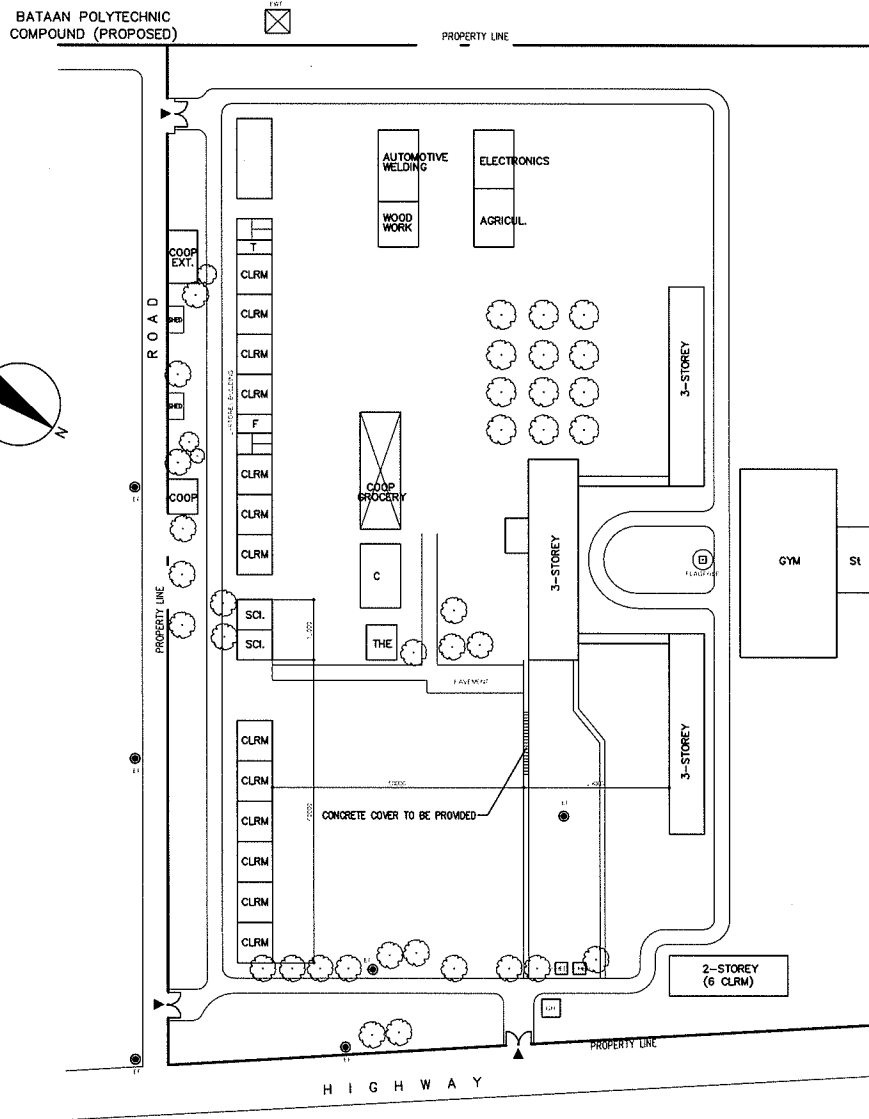 BATAAN POLYTECHNIC
COMPOUND (PROPOSED)
PROPERTY LINE
AUTOMOTIVE
WELDING
ELECTRONICS
WOOD
WORK
AGRICUL.
T
COOP
EXT.
CLRM
CLRM
CLRM
CLRM
SHED
SHED
ROAD
N
3-STOREY
F
CLRM
CLRM
CLRM
COOP
COOP
GROCERY
3-STOREY
C
GYM
St
FLAGPOLE
PROPERTY LINE
SCI.
SCI.
THE
PAVEMENT
3-STOREY
CLRM
CLRM
CLRM
CLRM
CLRM
CLRM
CONCRETE COVER TO BE PROVIDED
2-STOREY
(6 CLRM)
GH
PROPERTY LINE
HIGHWAY